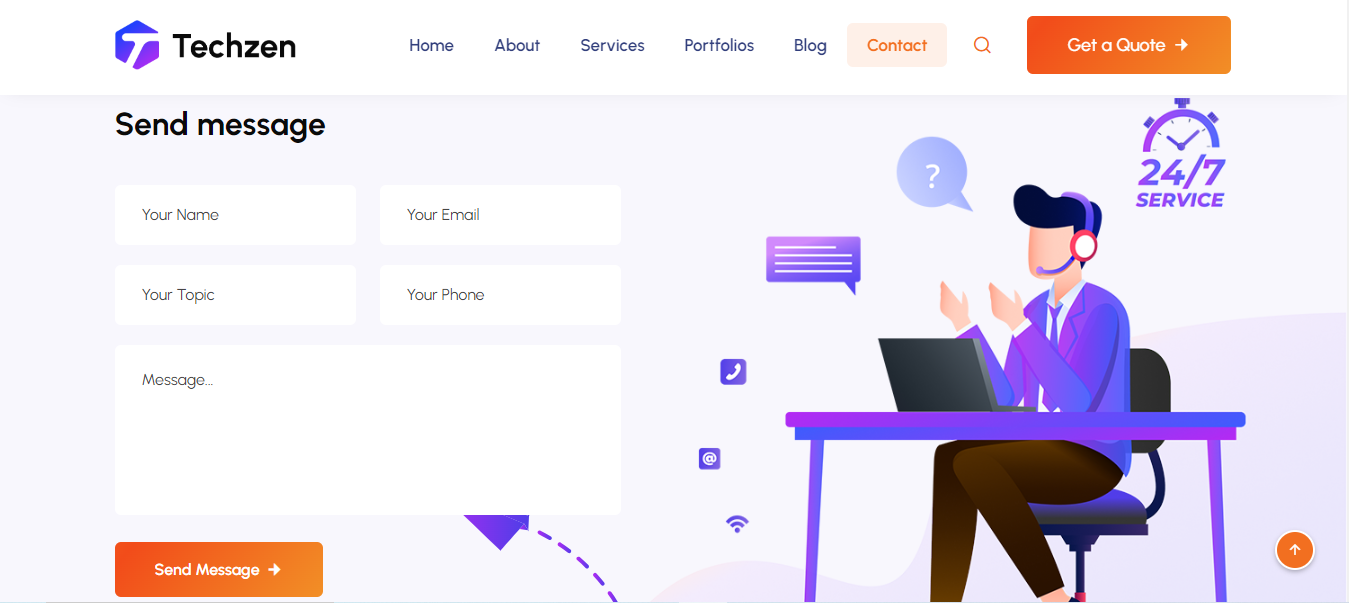 Techzen
Home
About
Services
Portfolios
Blog
Contact
Get a Quote
Send message
Your Name
Your Email
Your Topic
Your Phone
Message...
Send Message
?
24/7
SERVICE
@